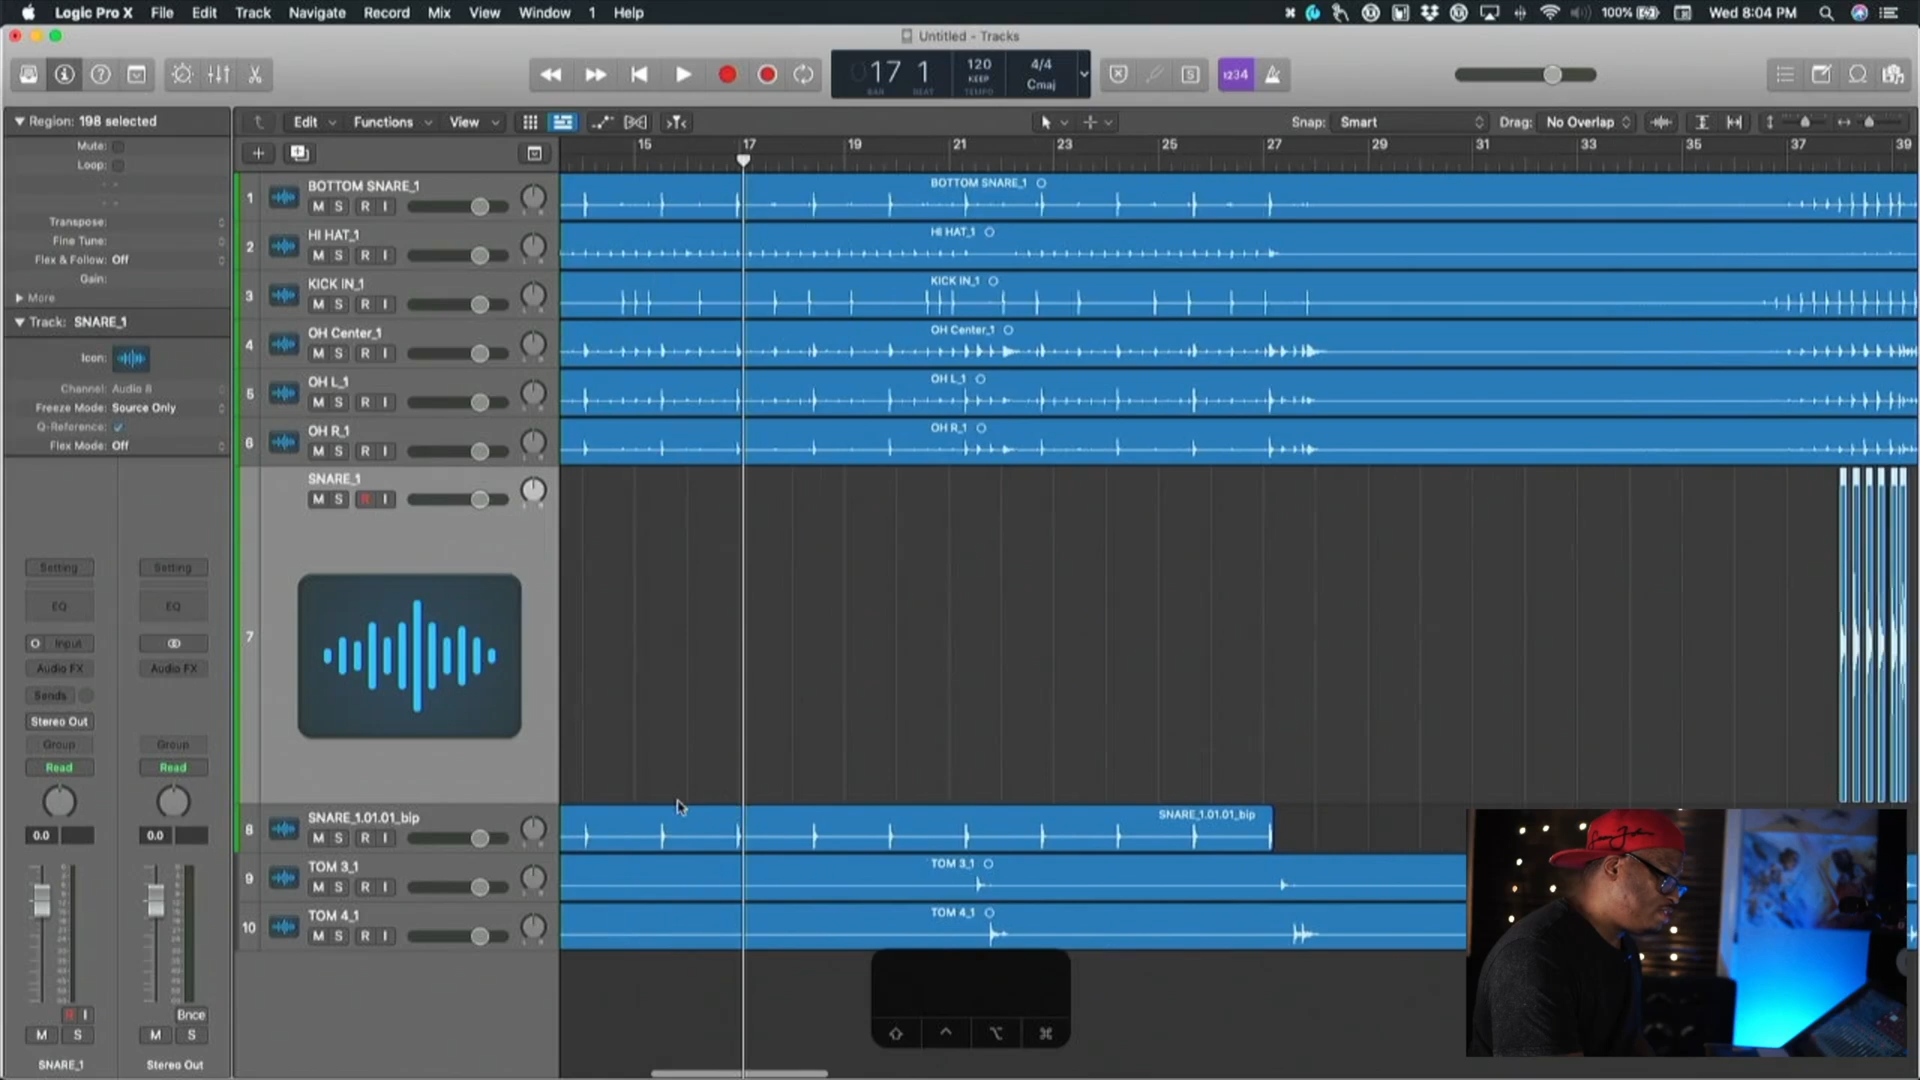 Logic Pro X File Edit Track Navigate Record Mix View Window 1 Help
100% Wed 8:04 PM
Untitled - Tracks
17 1 120 4/4
KEEP Cmaj
BAR BEAT TEMPO
1234
Region: 198 selected
Edit Functions View Snap: Smart Drag: No Overlap
Mute:
Loop:
Transpose:
Fine Tune:
Flex & Follow: Off
Gain:
More
Track: SNARE_1
Icon:
Channel: Audio 8
Freeze Mode: Source Only
Q-Reference:
Flex Mode: Off
15 17 19 21 23 25 27 29 31 33 35 37 39
1 BOTTOM SNARE_1 BOTTOM SNARE_1
M S R I
2 HI HAT_1 HI HAT_1
M S R I
3 KICK IN_1 KICK IN_1
M S R I
4 OH Center_1 OH Center_1
M S R I
5 OH L_1 OH L_1
M S R I
6 OH R_1 OH R_1
M S R I
7 SNARE_1
M S R I
8 SNARE_1.01.01_bip SNARE_1.01.01_bip
M S R I
9 TOM 3_1 TOM 3_1
M S R I
10 TOM 4_1 TOM 4_1
M S R I
Setting Setting
EQ EQ
Input
Audio FX Audio FX
Sends
Stereo Out
Group Group
Read Read
0.0 0.0
R I Bnce
M S M S
SNARE_1 Stereo Out